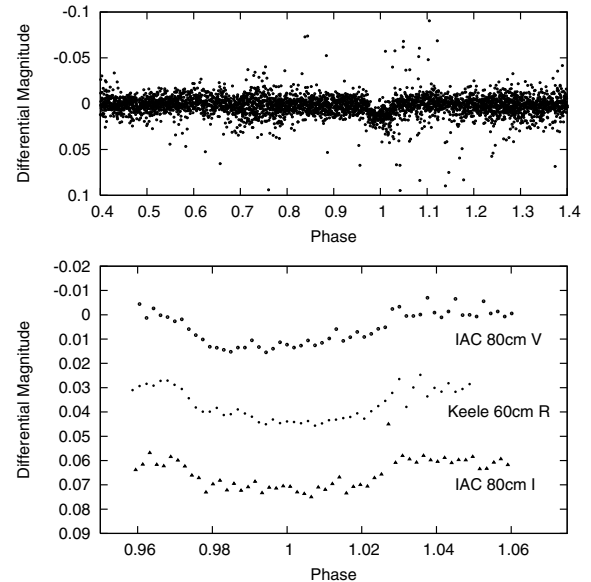 -0.1
-0.05
0
0.05
0.1
Differential Magnitude
0.4 0.5 0.6 0.7 0.8 0.9 1 1.1 1.2 1.3 1.4
Phase
-0.02
-0.01
0
0.01
0.02
0.03
0.04
0.05
0.06
0.07
0.08
0.09
Differential Magnitude
IAC 80cm V
Keele 60cm R
IAC 80cm I
0.96 0.98 1 1.02 1.04 1.06
Phase